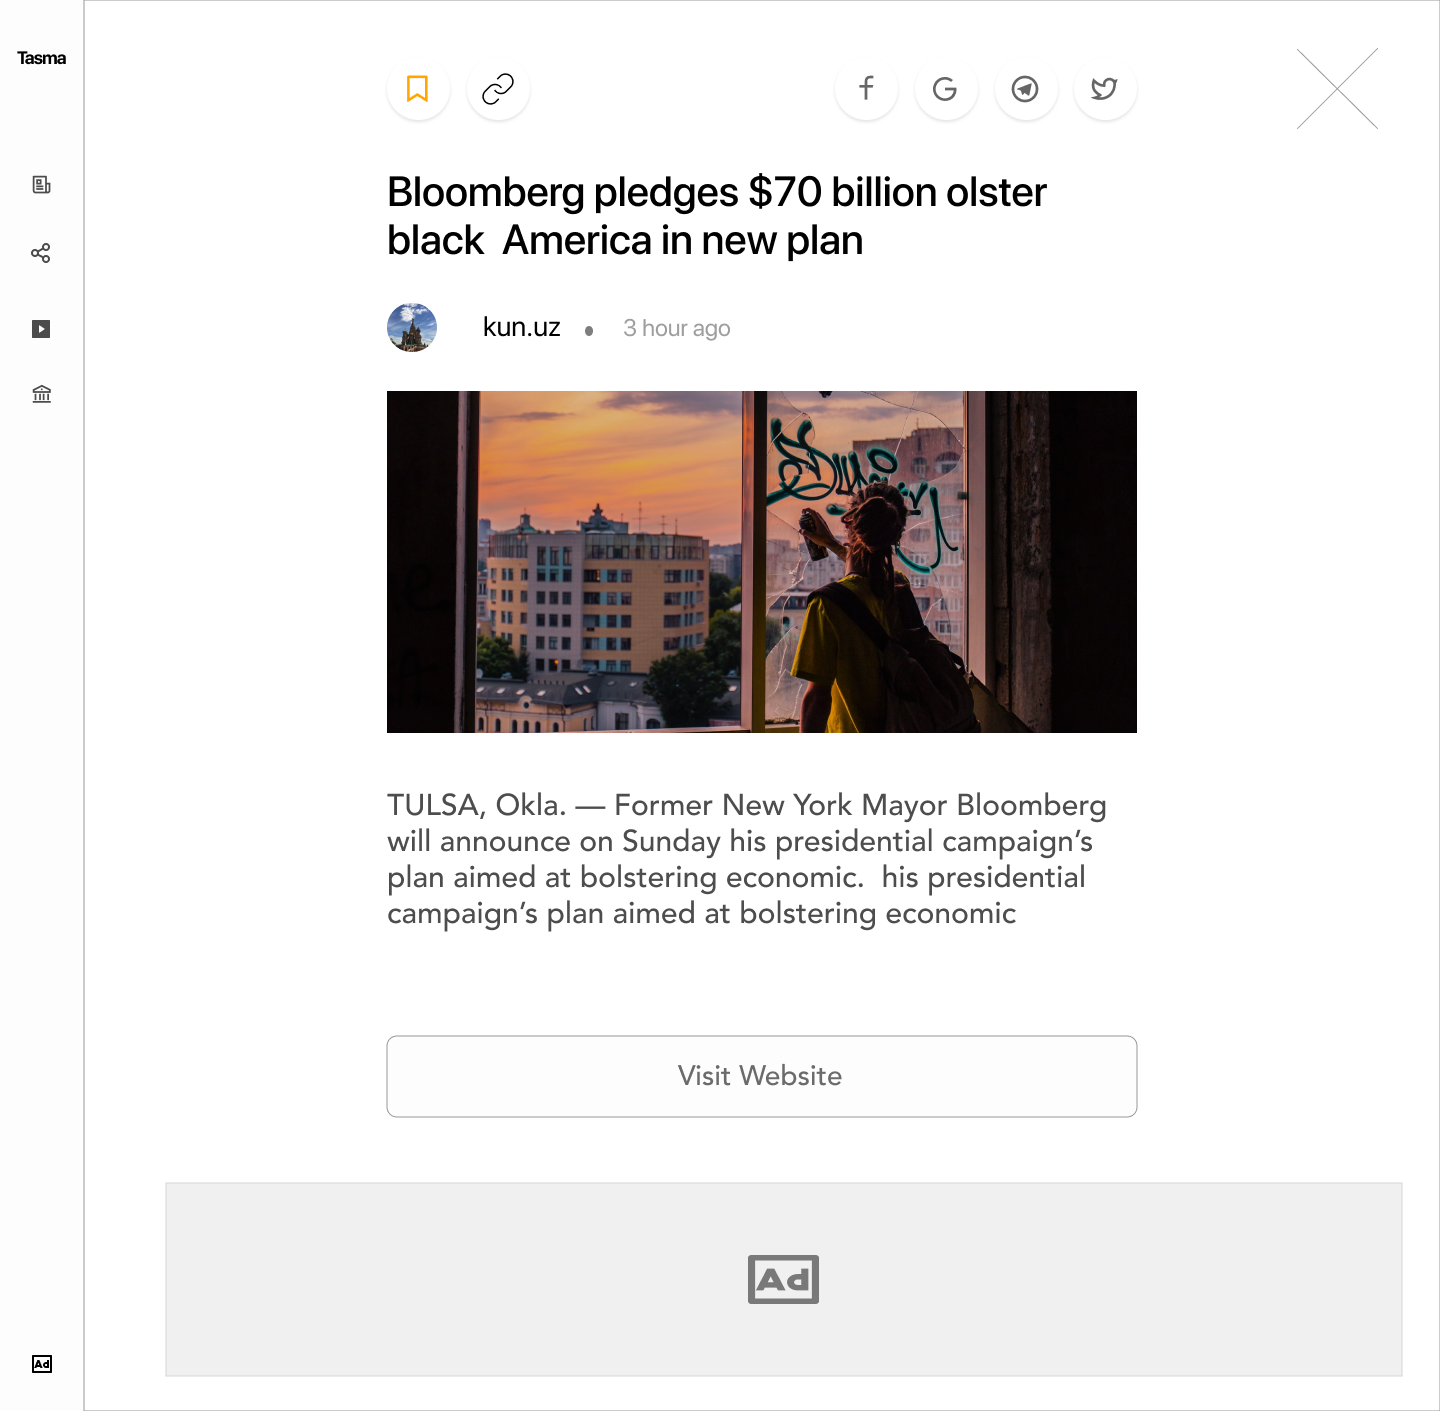 Tasma
Bloomberg pledges $70 billion olster
black  America in new plan
kun.uz
3 hour ago
TULSA, Okla. — Former New York Mayor Bloomberg
will announce on Sunday his presidential campaign’s
plan aimed at bolstering economic.  his presidential
campaign’s plan aimed at bolstering economic
Visit Website
Ad
Ad